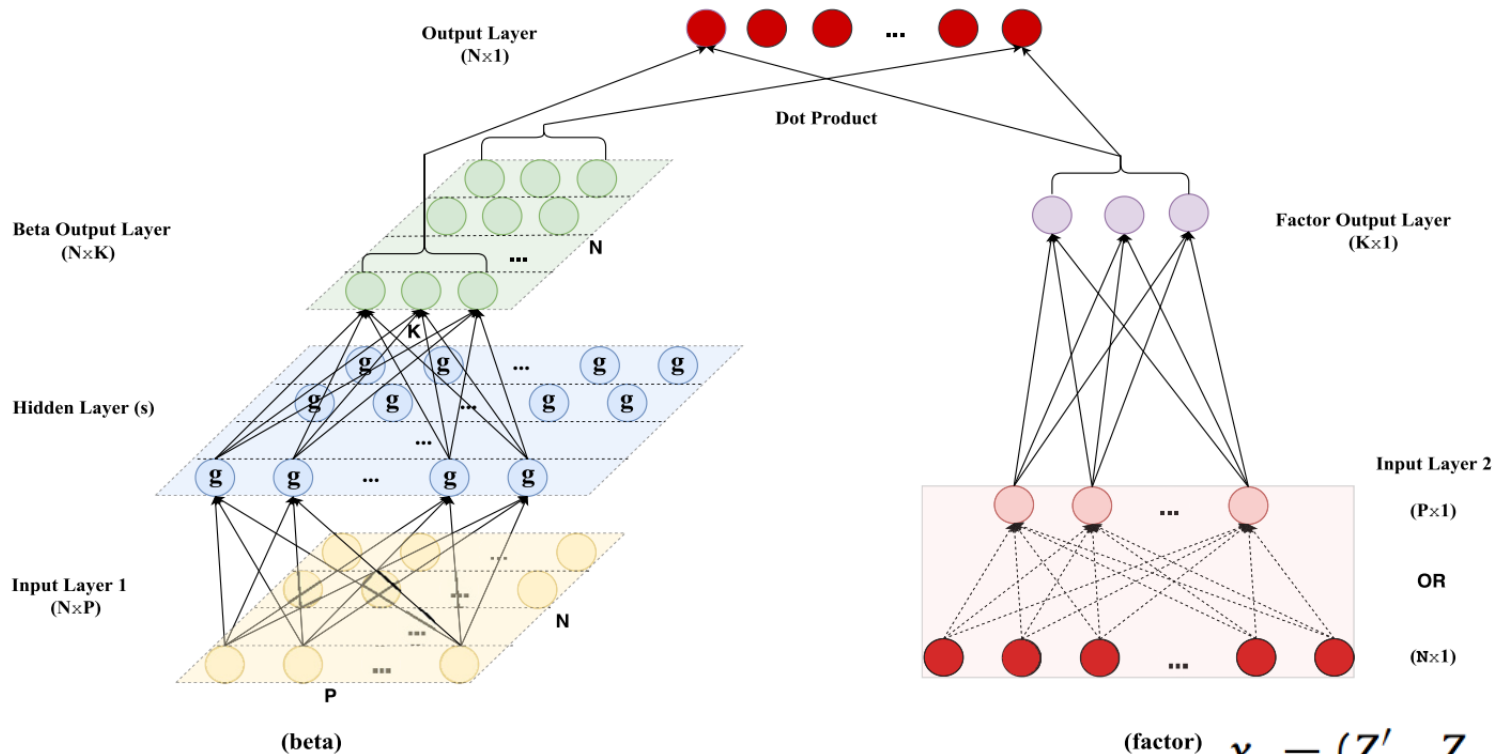 Output Layer
(N×1)
...
Dot Product
Beta Output Layer
(N×K)
N
...
K
Factor Output Layer
(K×1)
Hidden Layer (s)
g g ... g g
g g ... g g
...
g g ... g g
Input Layer 2
(P×1)
...
OR
(N×1)
...
Input Layer 1
(N×P)
...
...
...
...
N
P
(beta)
(factor)